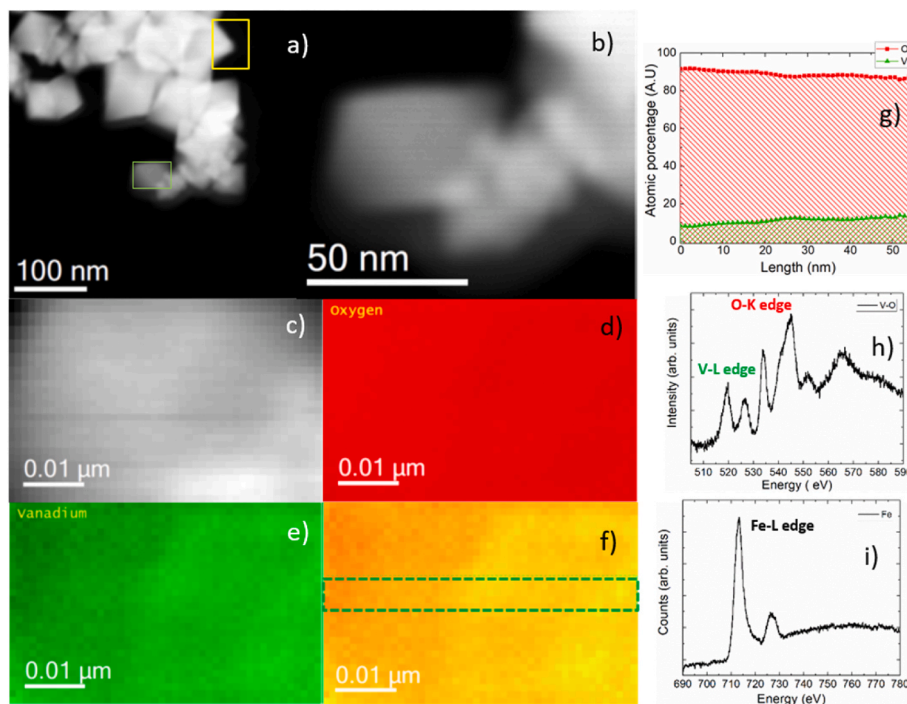 a)
100 nm
b)
50 nm
c)
0.01 μm
Oxygen
d)
0.01 μm
Vanadium
e)
0.01 μm
f)
0.01 μm
O
V
g)
Atomic porcentage (A.U)
100
80
60
40
20
0
0 10 20 30 40 50
Length (nm)
O-K edge
V-O
h)
V-L edge
Intensity (arb. units)
510 520 530 540 550 560 570 580 590
Energy ( eV)
Fe-L edge
Fe
i)
Counts (arb. units)
690 700 710 720 730 740 750 760 770 780
Energy (eV)